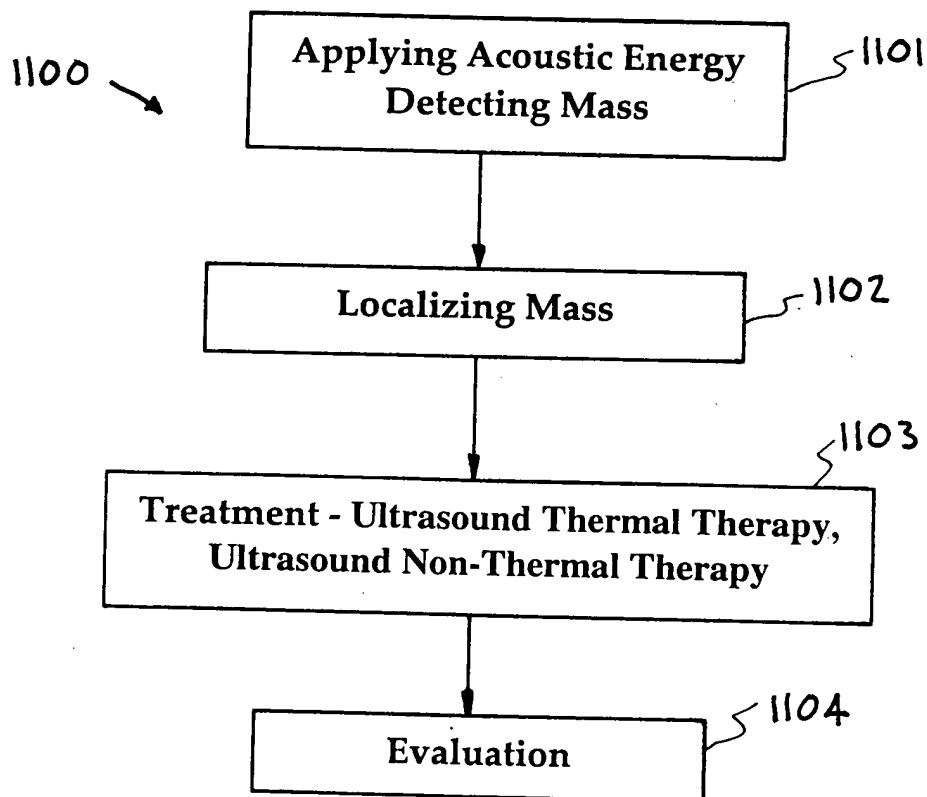 1100
Applying Acoustic Energy
Detecting Mass
1101
Localizing Mass
1102
1103
Treatment - Ultrasound Thermal Therapy,
Ultrasound Non-Thermal Therapy
1104
Evaluation